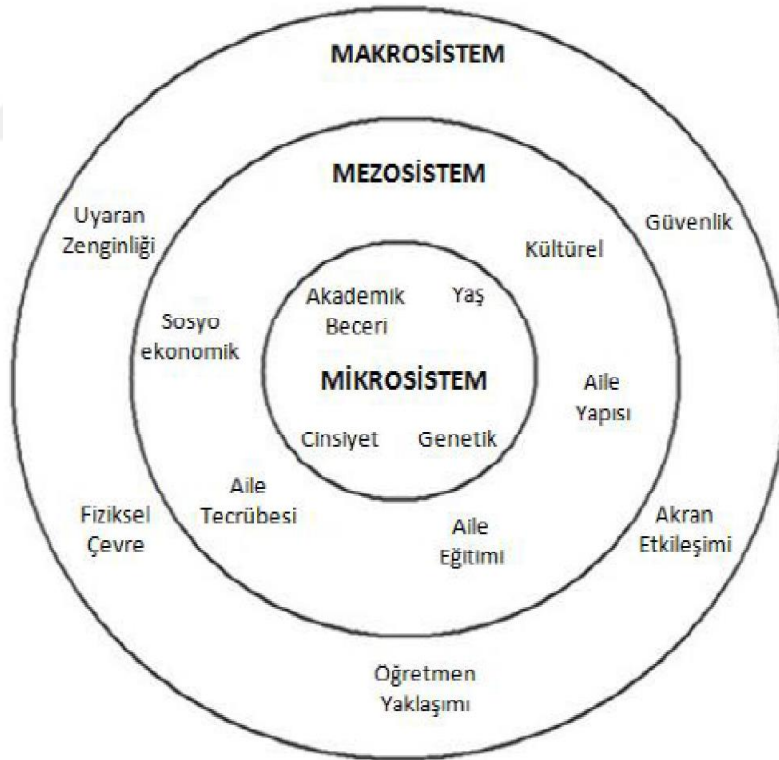 MAKROSİSTEM
MEZOSİSTEM
Uyaran
Zenginliği
Güvenlik
Kültürel
Akademik
Beceri
Yaş
Sosyo
ekonomik
MİKROSİSTEM
Aile
Yapısı
Cinsiyet
Genetik
Aile
Tecrübesi
Fiziksel
Çevre
Aile
Eğitimi
Akran
Etkileşimi
Öğretmen
Yaklaşımı